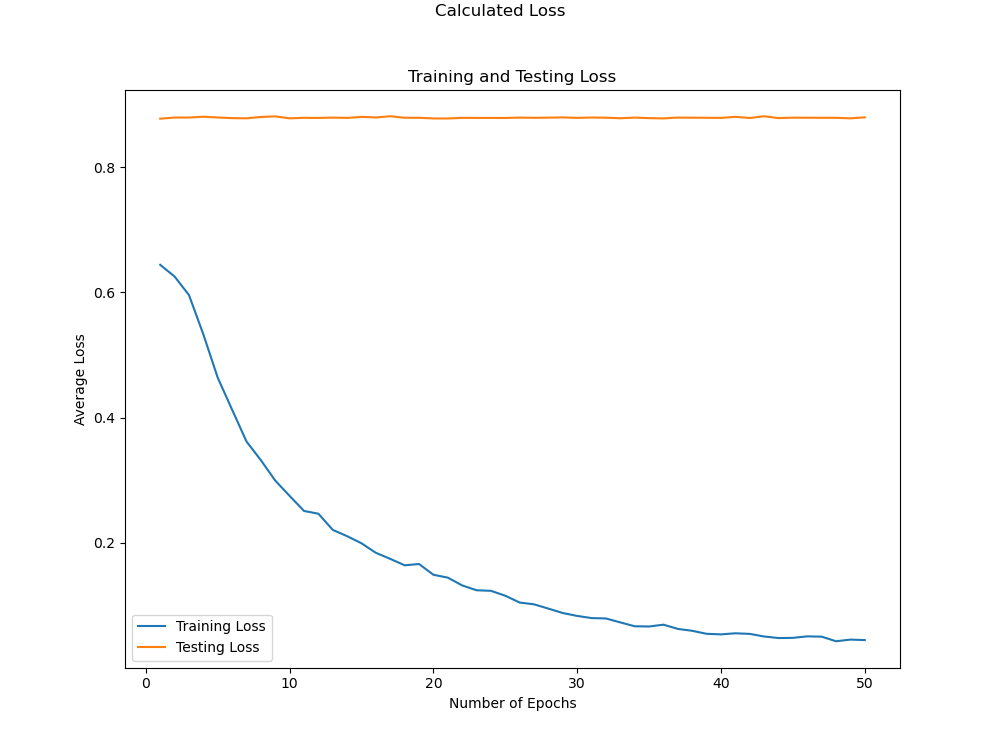 Calculated Loss
Training and Testing Loss
0.8
0.6
0.4
0.2
Average Loss
Training Loss
Testing Loss
0 10 20 30 40 50
Number of Epochs